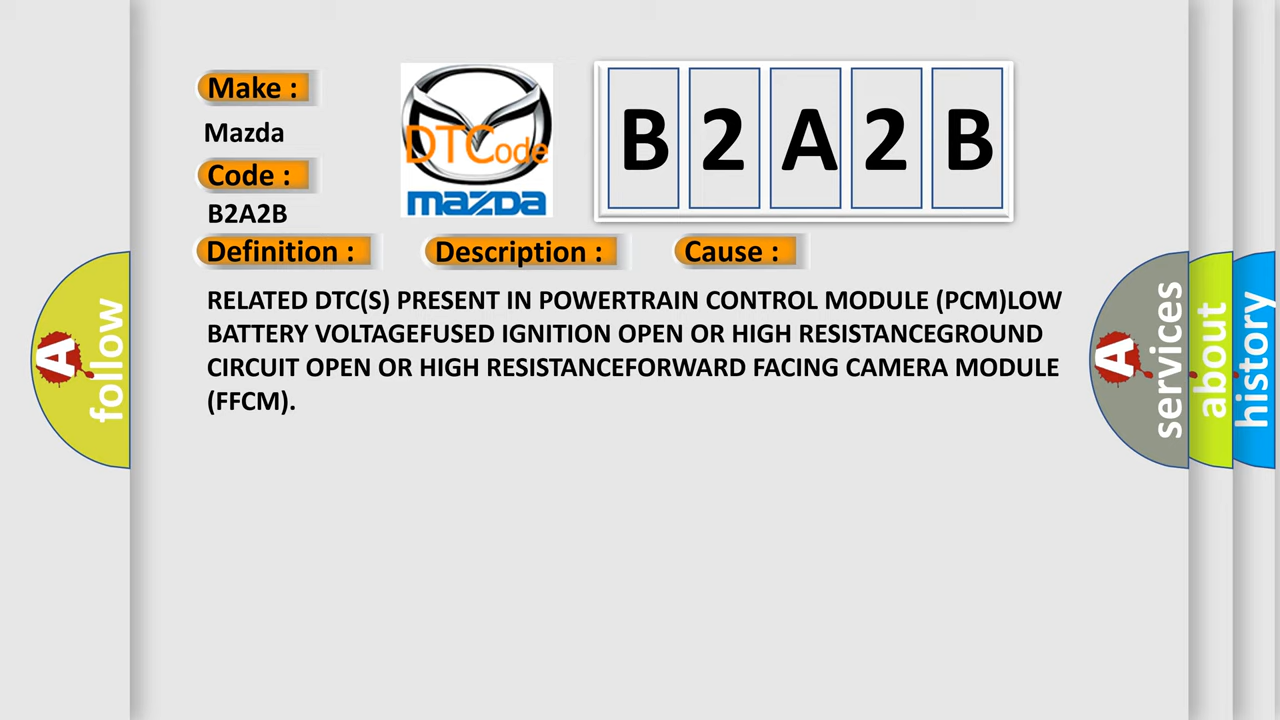 Make :
Mazda
Code :
B2A2B
DTCode
mazda
B 2 A 2 B
Definition :
Description :
Cause :
RELATED DTC(S) PRESENT IN POWERTRAIN CONTROL MODULE (PCM)LOW
BATTERY VOLTAGEFUSED IGNITION OPEN OR HIGH RESISTANCEGROUND
CIRCUIT OPEN OR HIGH RESISTANCEFORWARD FACING CAMERA MODULE
(FFCM).
A
follow
A
services
about
history